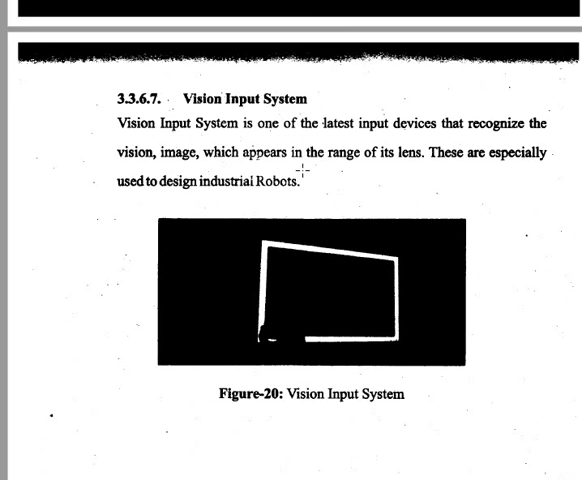 3.3.6.7. Vision Input System
Vision Input System is one of the latest input devices that recognize the
vision, image, which appears in the range of its lens. These are especially
used to design industrial Robots.
Figure-20: Vision Input System